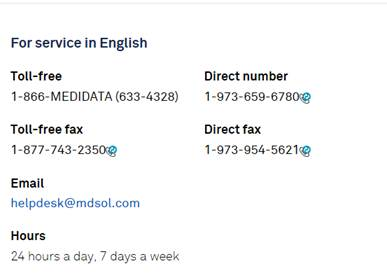 For service in English
Toll-free Direct number
1-866-MEDIDATA (633-4328) 1-973-659-6780
Toll-free fax Direct fax
1-877-743-2350 1-973-954-5621
Email
helpdesk@mdsol.com
Hours
24 hours a day, 7 days a week